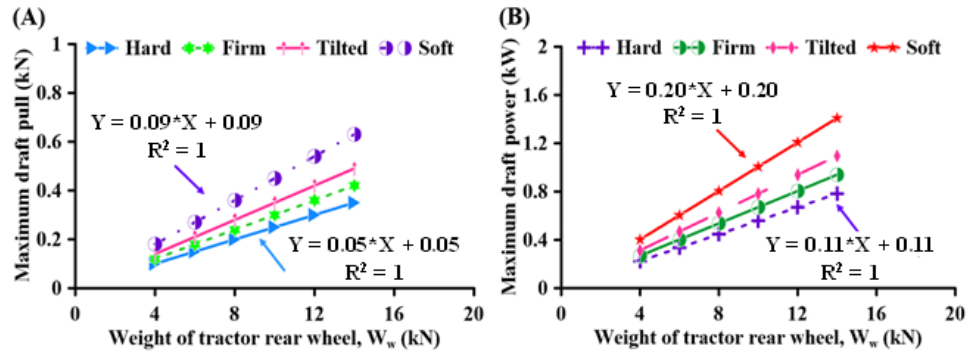 (A)
Hard Firm Tilted Soft
Maximum draft pull (kN)
1
0.8
0.6
0.4
0.2
0
Y = 0.09*X + 0.09
R² = 1
Y = 0.05*X + 0.05
R² = 1
0 4 8 12 16 20
Weight of tractor rear wheel, W_w (kN)
(B)
Hard Firm Tilted Soft
Maximum draft power (kW)
2
1.6
1.2
0.8
0.4
0
Y = 0.20*X + 0.20
R² = 1
Y = 0.11*X + 0.11
R² = 1
0 4 8 12 16 20
Weight of tractor rear wheel, W_w (kN)